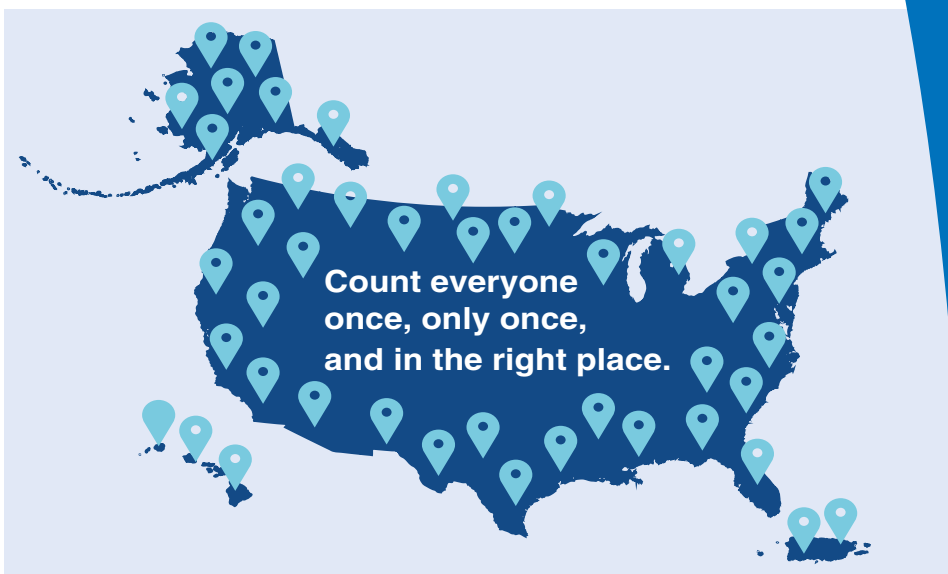 Count everyone
once, only once,
and in the right place.